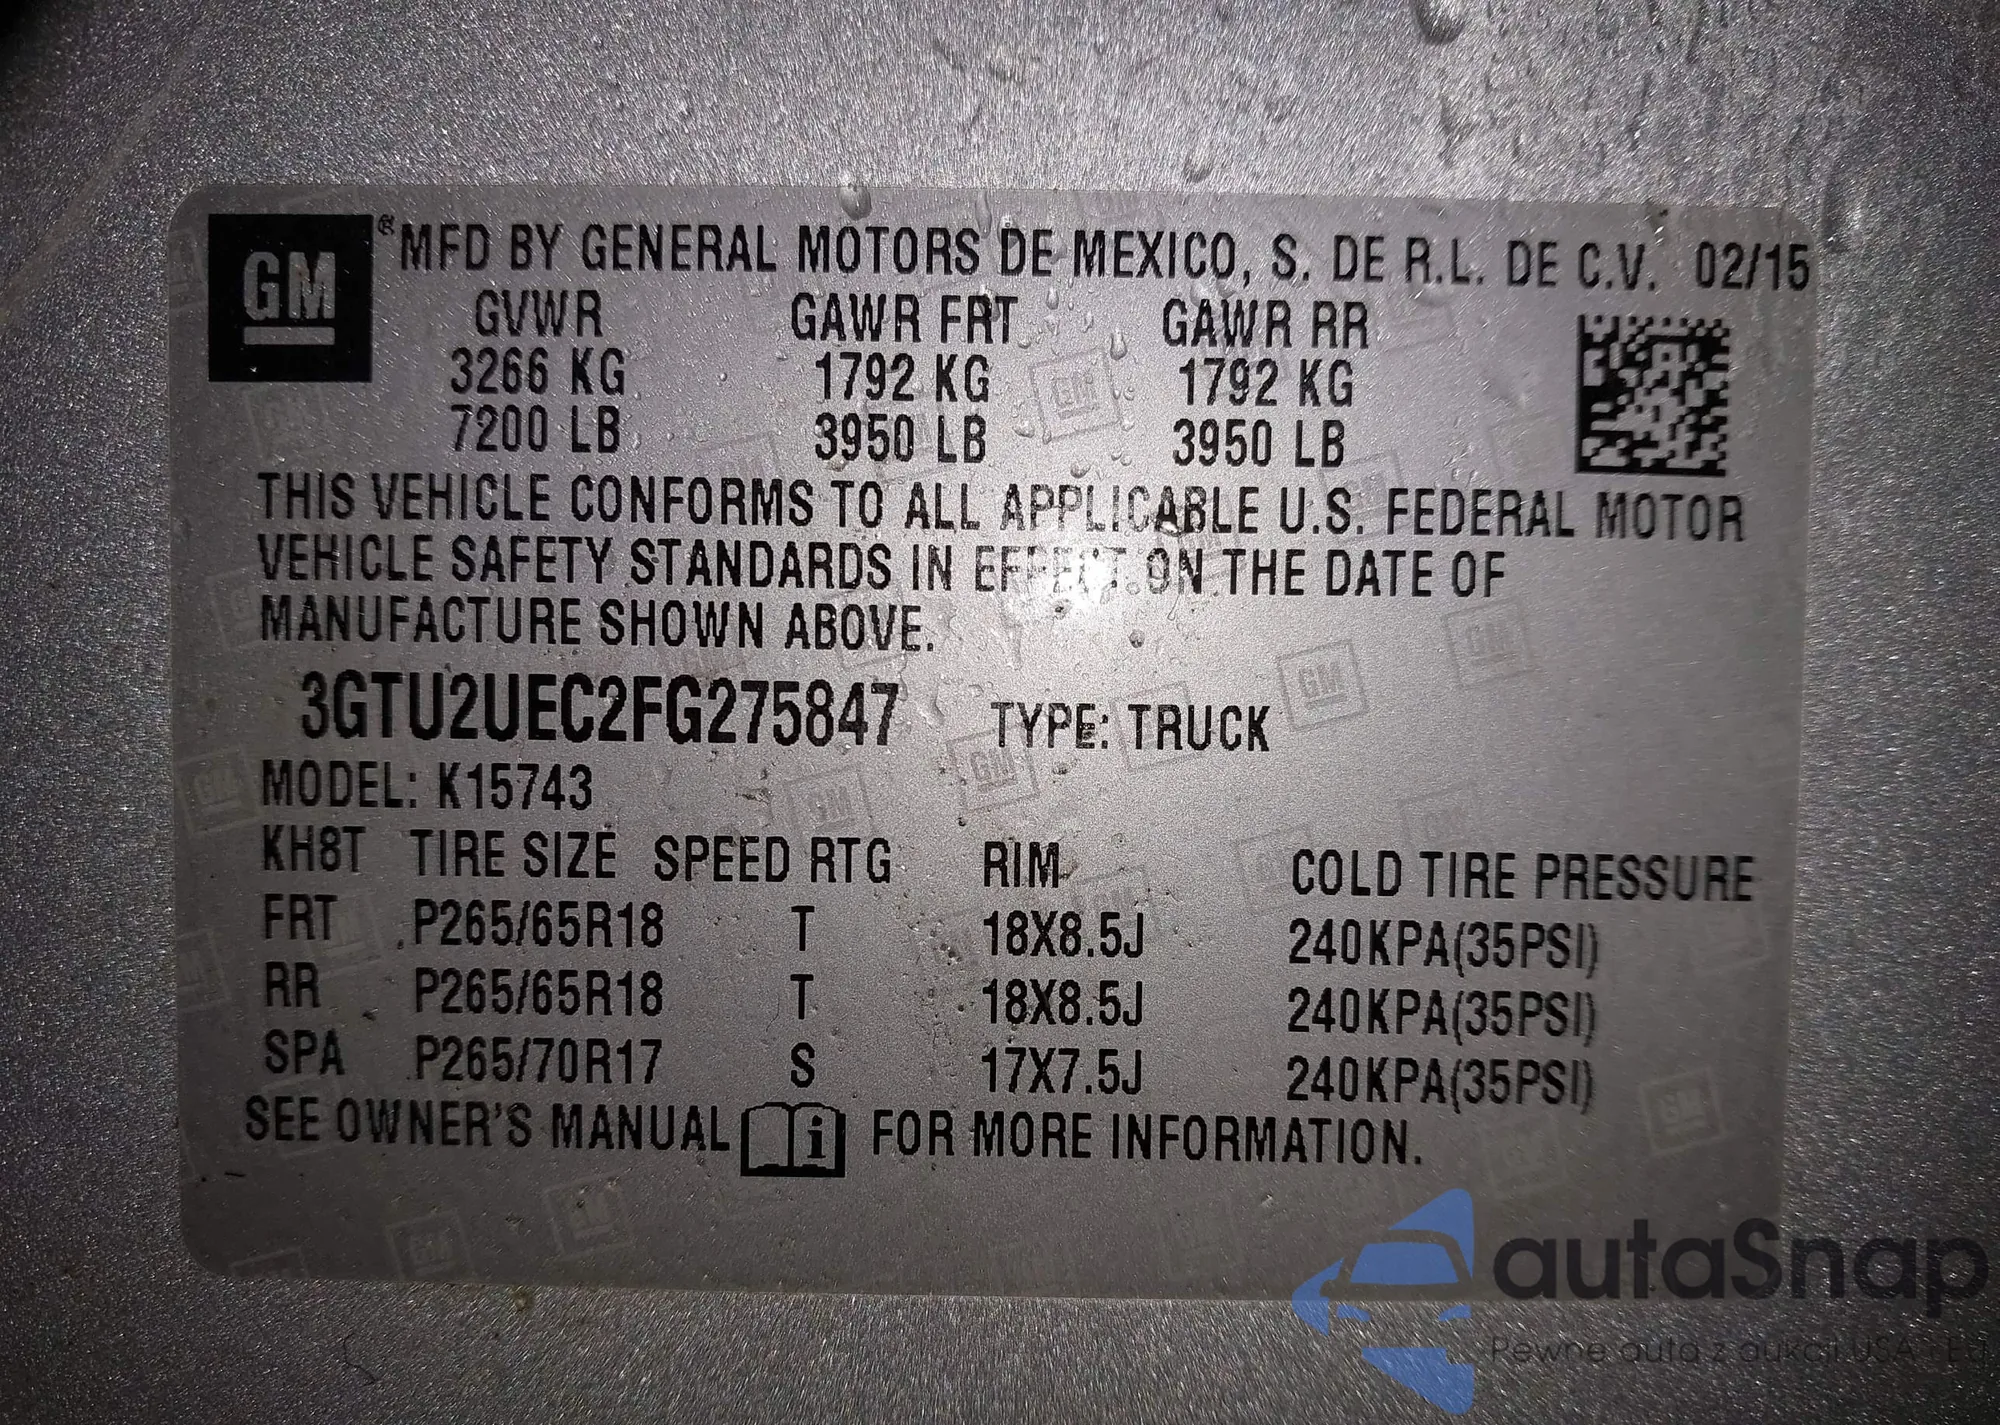 GM
® MFD BY GENERAL MOTORS DE MEXICO, S. DE R.L. DE C.V. 02/15
GVWR GAWR FRT GAWR RR
3266 KG 1792 KG 1792 KG
7200 LB 3950 LB 3950 LB
THIS VEHICLE CONFORMS TO ALL APPLICABLE U.S. FEDERAL MOTOR
VEHICLE SAFETY STANDARDS IN EFFECT ON THE DATE OF
MANUFACTURE SHOWN ABOVE.
3GTU2UEC2FG275847 TYPE: TRUCK
MODEL: K15743
KH8T TIRE SIZE SPEED RTG RIM COLD TIRE PRESSURE
FRT P265/65R18 T 18X8.5J 240KPA(35PSI)
RR P265/65R18 T 18X8.5J 240KPA(35PSI)
SPA P265/70R17 S 17X7.5J 240KPA(35PSI)
SEE OWNER'S MANUAL i FOR MORE INFORMATION.
autaSnap
Pewne auta z aukcji USA